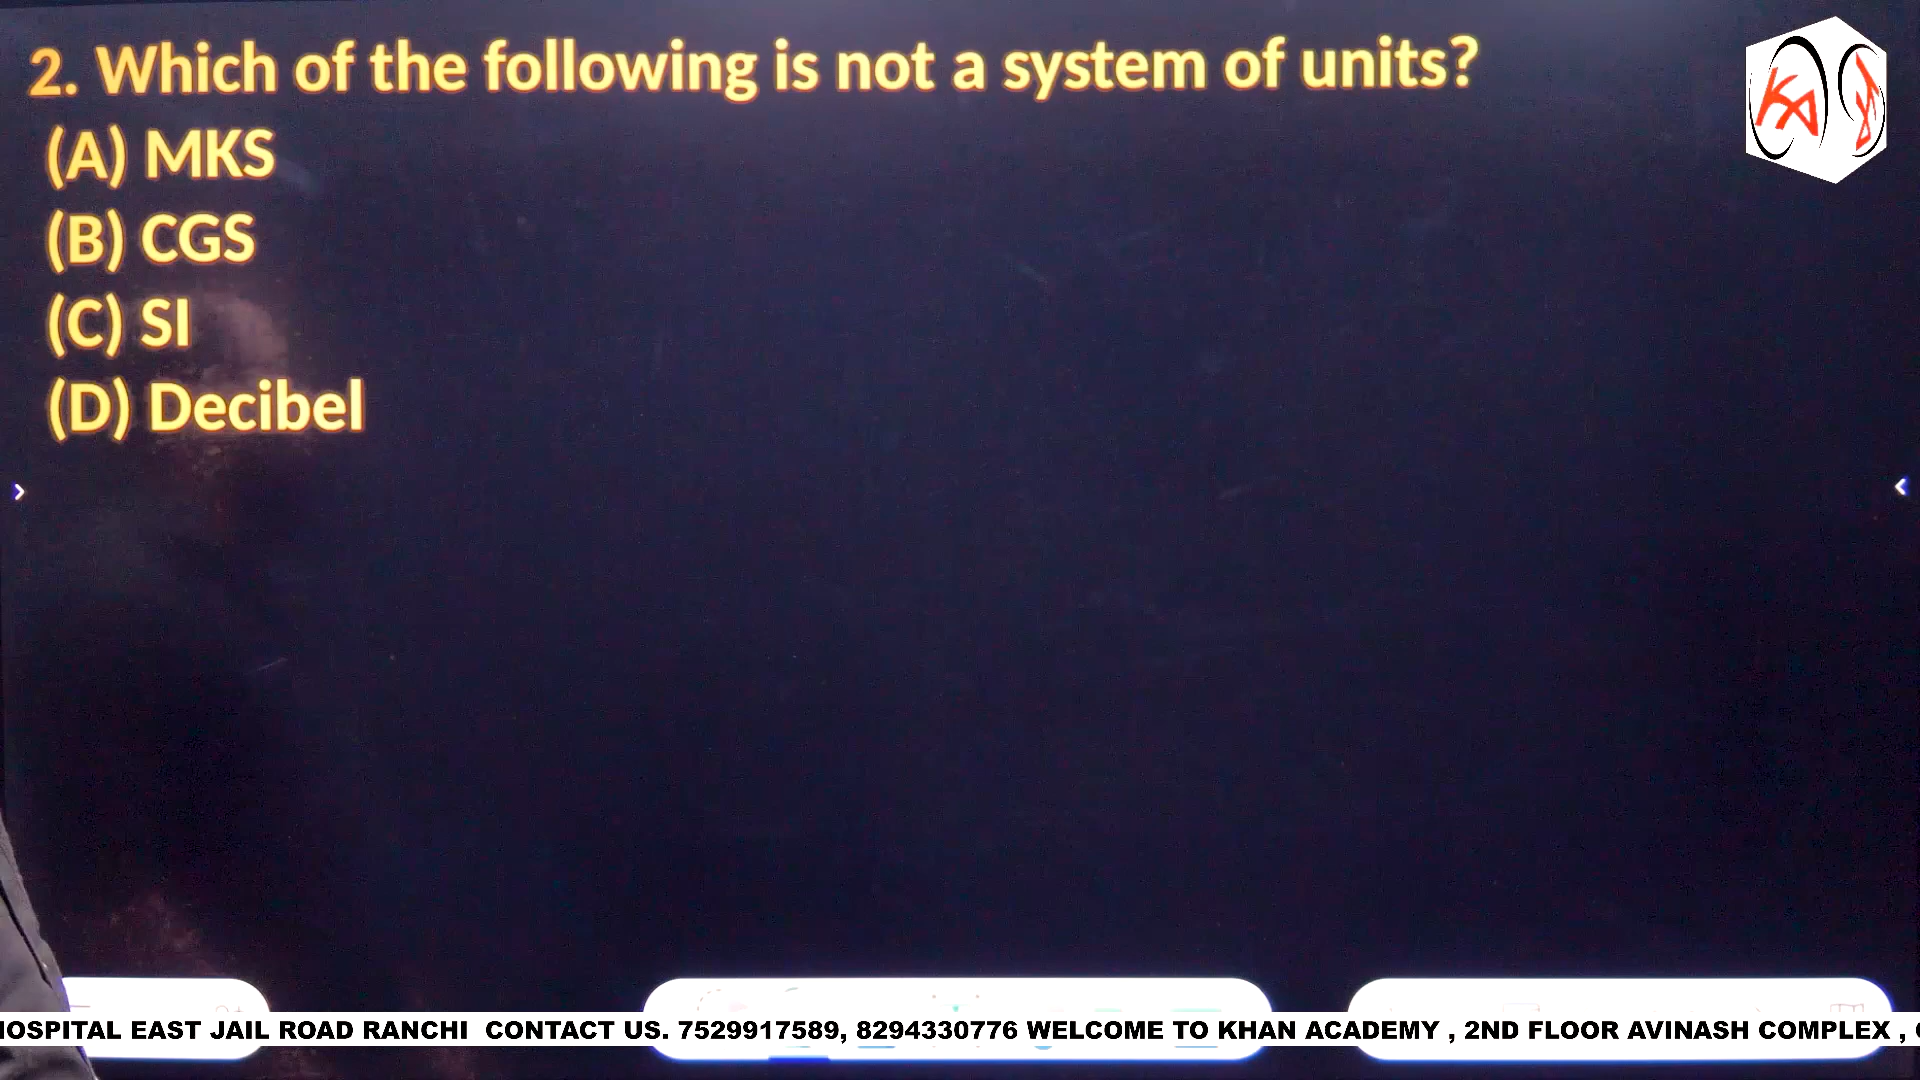 2. Which of the following is not a system of units?
(A) MKS
(B) CGS
(C) SI
(D) Decibel
HOSPITAL EAST JAIL ROAD RANCHI CONTACT US. 7529917589, 8294330776 WELCOME TO KHAN ACADEMY , 2ND FLOOR AVINASH COMPLEX ,